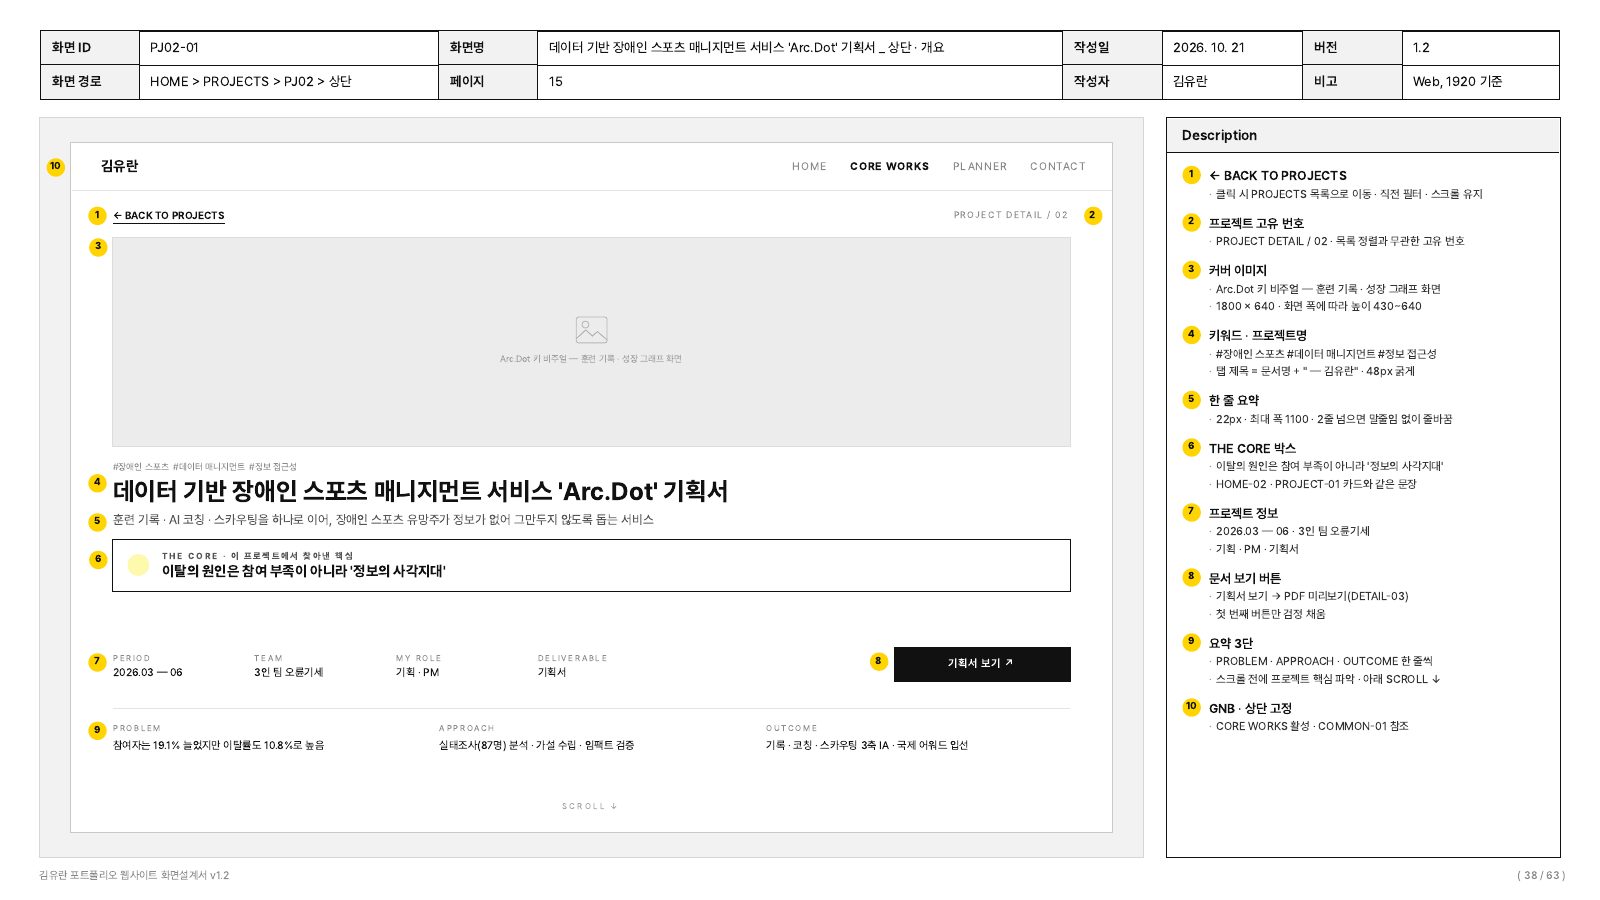 화면 ID PJ02-01 화면명 데이터 기반 장애인 스포츠 매니지먼트 서비스 'Arc.Dot' 기획서 _ 상단 · 개요 작성일 2026. 10. 21 버전 1.2
화면 경로 HOME > PROJECTS > PJ02 > 상단 페이지 15 작성자 김유란 비고 Web, 1920 기준
10
김유란 HOME CORE WORKS PLANNER CONTACT
1 ← BACK TO PROJECTS PROJECT DETAIL / 02 2
3
Arc.Dot 키 비주얼 — 훈련 기록 · 성장 그래프 화면
#장애인 스포츠 #데이터 매니지먼트 #정보 접근성
4 데이터 기반 장애인 스포츠 매니지먼트 서비스 'Arc.Dot' 기획서
5 훈련 기록 · AI 코칭 · 스카우팅을 하나로 이어, 장애인 스포츠 유망주가 정보가 없어 그만두지 않도록 돕는 서비스
6 THE CORE · 이 프로젝트에서 찾아낸 핵심
이탈의 원인은 참여 부족이 아니라 '정보의 사각지대'
7 PERIOD TEAM MY ROLE DELIVERABLE
2026.03 — 06 3인 팀 오륜기세 기획 · PM 기획서
8 기획서 보기 ↗
9 PROBLEM APPROACH OUTCOME
참여자는 19.1% 늘었지만 이탈률도 10.8%로 높음 실태조사(87명) 분석 · 가설 수립 · 임팩트 검증 기록 · 코칭 · 스카우팅 3축 IA · 국제 어워드 입선
SCROLL ↓
Description
1 ← BACK TO PROJECTS
· 클릭 시 PROJECTS 목록으로 이동 · 직전 필터 · 스크롤 유지
2 프로젝트 고유 번호
· PROJECT DETAIL / 02 · 목록 정렬과 무관한 고유 번호
3 커버 이미지
· Arc.Dot 키 비주얼 — 훈련 기록 · 성장 그래프 화면
· 1800 × 640 · 화면 폭에 따라 높이 430~640
4 키워드 · 프로젝트명
· #장애인 스포츠 #데이터 매니지먼트 #정보 접근성
· 탭 제목 = 문서명 + " — 김유란" · 48px 굵게
5 한 줄 요약
· 22px · 최대 폭 1100 · 2줄 넘으면 말줄임 없이 줄바꿈
6 THE CORE 박스
· 이탈의 원인은 참여 부족이 아니라 '정보의 사각지대'
· HOME-02 · PROJECT-01 카드와 같은 문장
7 프로젝트 정보
· 2026.03 — 06 · 3인 팀 오륜기세
· 기획 · PM · 기획서
8 문서 보기 버튼
· 기획서 보기 → PDF 미리보기(DETAIL-03)
· 첫 번째 버튼만 검정 채움
9 요약 3단
· PROBLEM · APPROACH · OUTCOME 한 줄씩
· 스크롤 전에 프로젝트 핵심 파악 · 아래 SCROLL ↓
10 GNB · 상단 고정
· CORE WORKS 활성 · COMMON-01 참조
김유란 포트폴리오 웹사이트 화면설계서 v1.2 ( 38 / 63 )